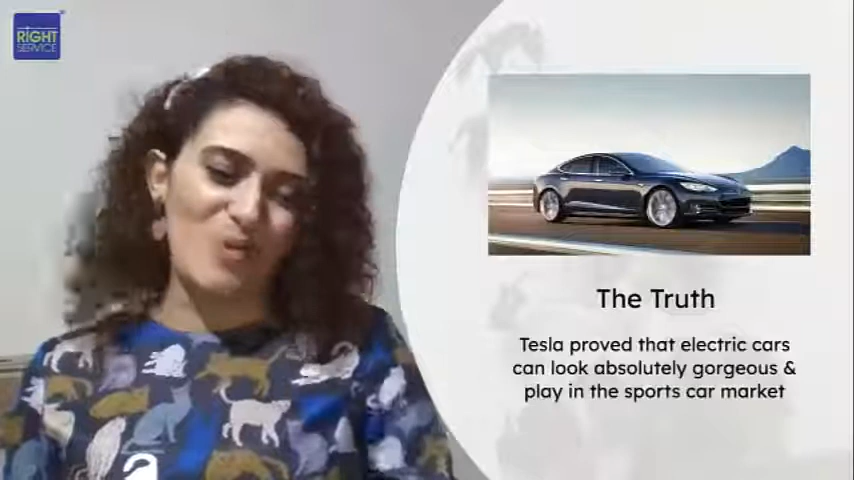 RIGHT
SERVICE
The Truth
Tesla proved that electric cars
can look absolutely gorgeous &
play in the sports car market